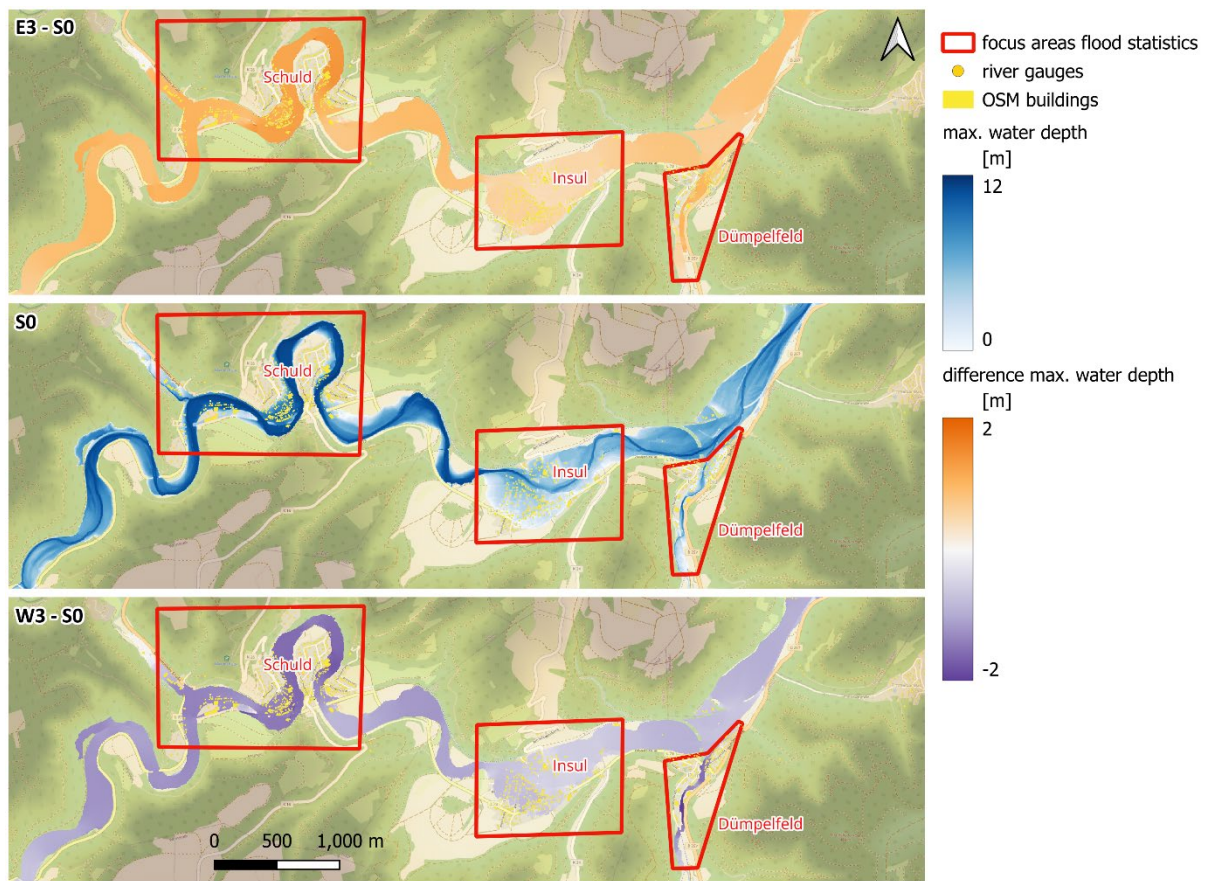 E3 - S0
Schuld
Insul
Dümpelfeld
S0
Schuld
Insul
Dümpelfeld
W3 - S0
Schuld
Insul
Dümpelfeld
0 500 1,000 m
focus areas flood statistics
river gauges
OSM buildings
max. water depth
[m]
12
0
difference max. water depth
[m]
2
-2